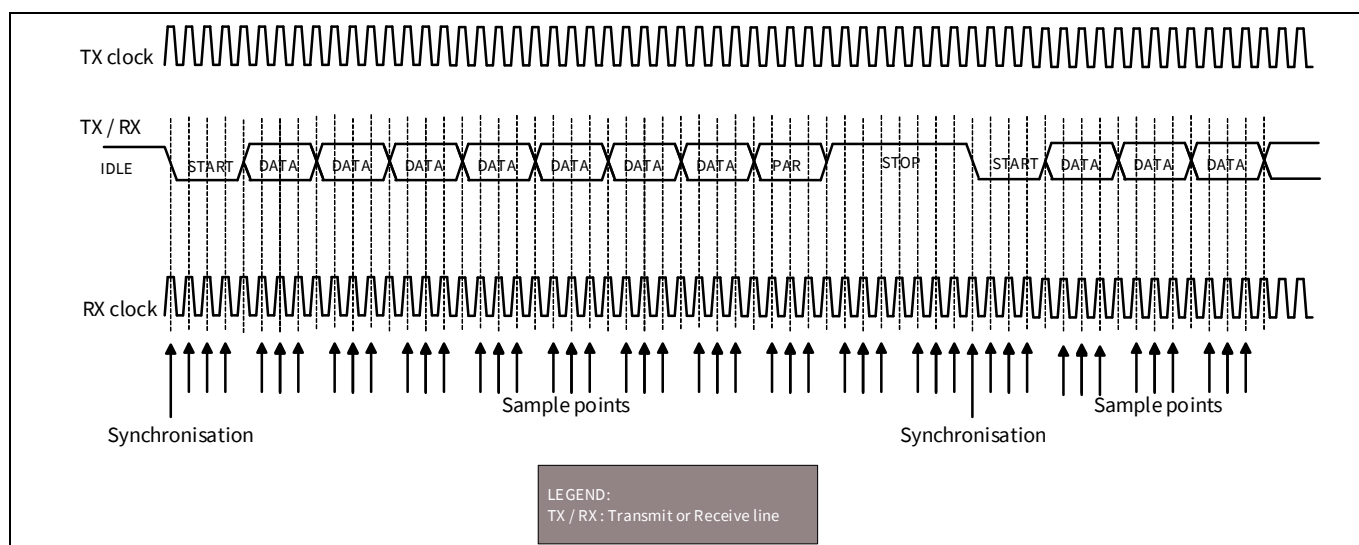 TX clock
TX / RX
IDLE
START DATA DATA DATA DATA DATA DATA DATA PAR STOP START DATA DATA DATA
RX clock
Sample points Sample points
Synchronisation Synchronisation
LEGEND:
TX / RX : Transmit or Receive line